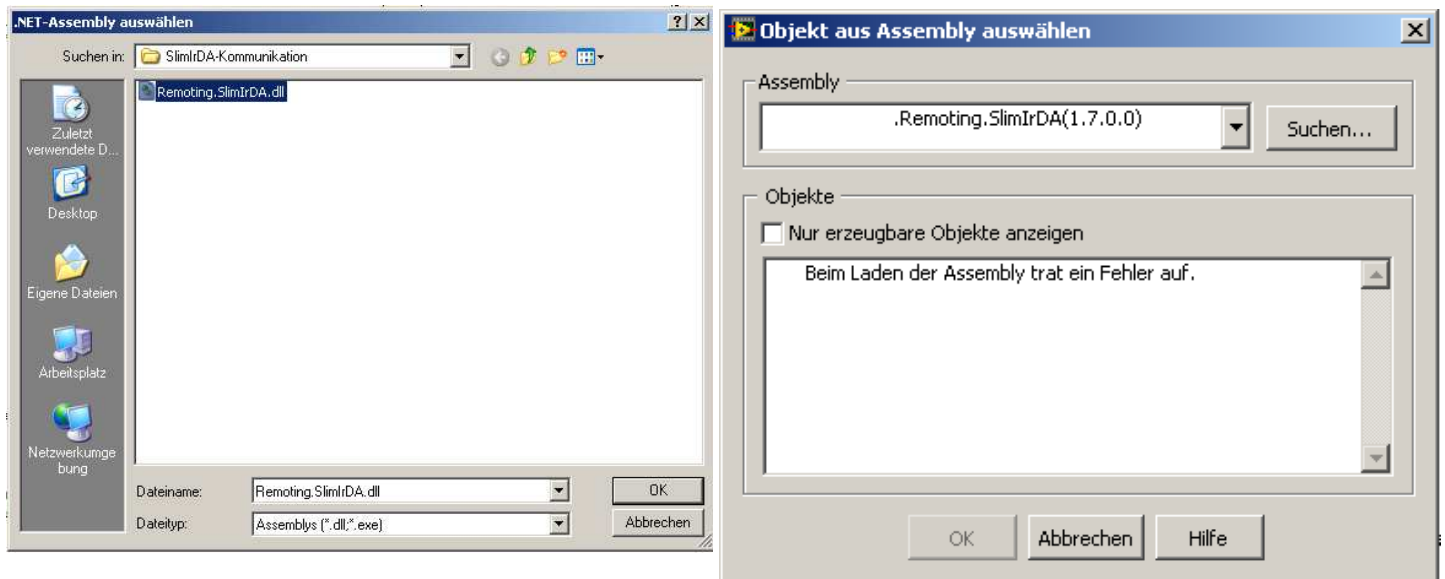 .NET-Assembly auswählen
Suchen in:
SlimIrDA-Kommunikation
Remoting.SlimIrDA.dll
Zuletzt
verwendete D...
Desktop
Eigene Dateien
Arbeitsplatz
Netzwerkumge
bung
Dateiname:
Remoting.SlimIrDA.dll
OK
Dateityp:
Assemblys (*.dll;*.exe)
Abbrechen
Objekt aus Assembly auswählen
Assembly
.Remoting.SlimIrDA(1.7.0.0)
Suchen...
Objekte
Nur erzeugbare Objekte anzeigen
Beim Laden der Assembly trat ein Fehler auf.
OK
Abbrechen
Hilfe